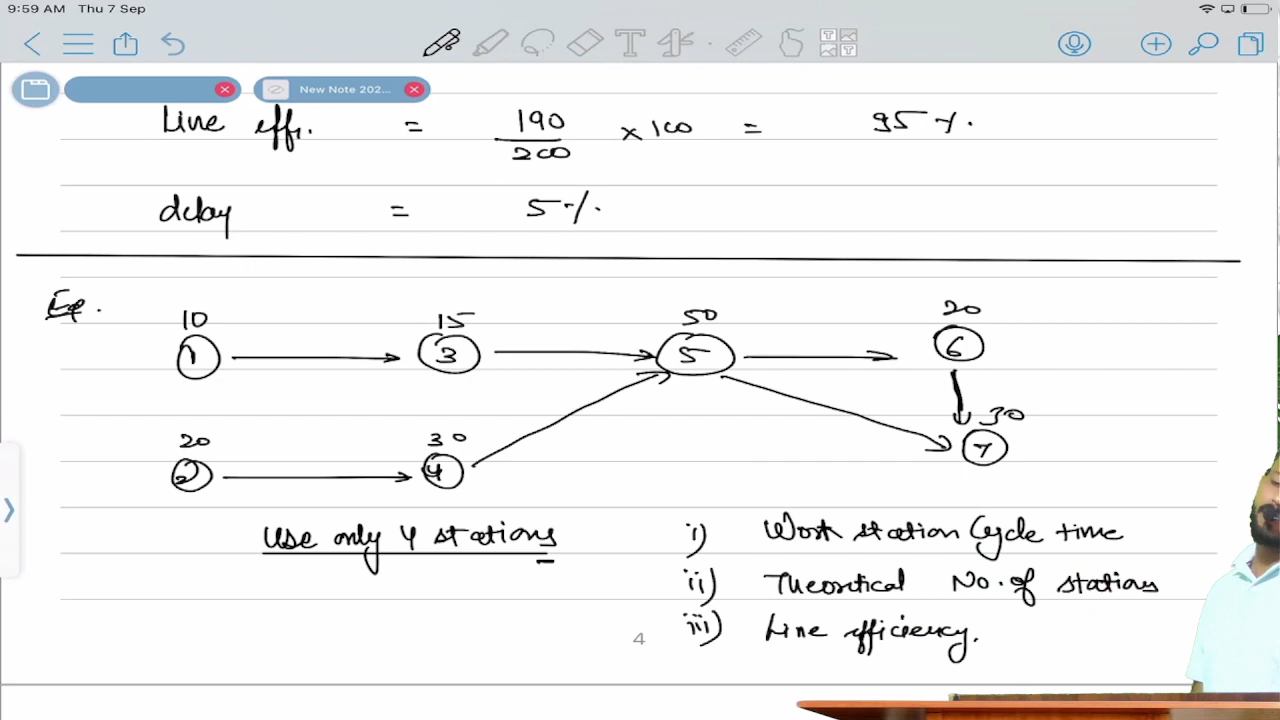 9:59 AM Thu 7 Sep
New Note 202...
Line effi. = 190/200 × 100 = 95 %.
delay = 5 %.
Ex.
10 15 50 20
1 3 5 6
20 30 30
2 4 7
Use only 4 stations
i) Work station Cycle time
ii) Theoretical No. of stations
iii) Line efficiency.
4